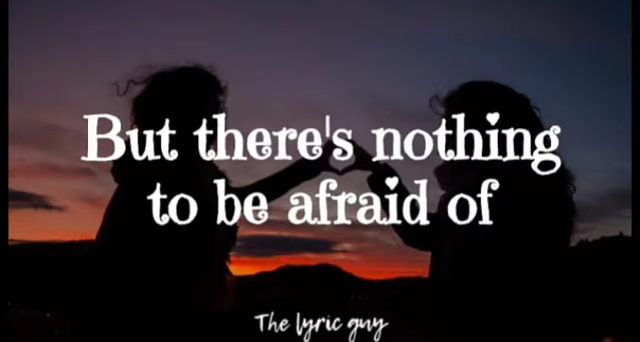 But there's nothing
to be afraid of
The lyric guy